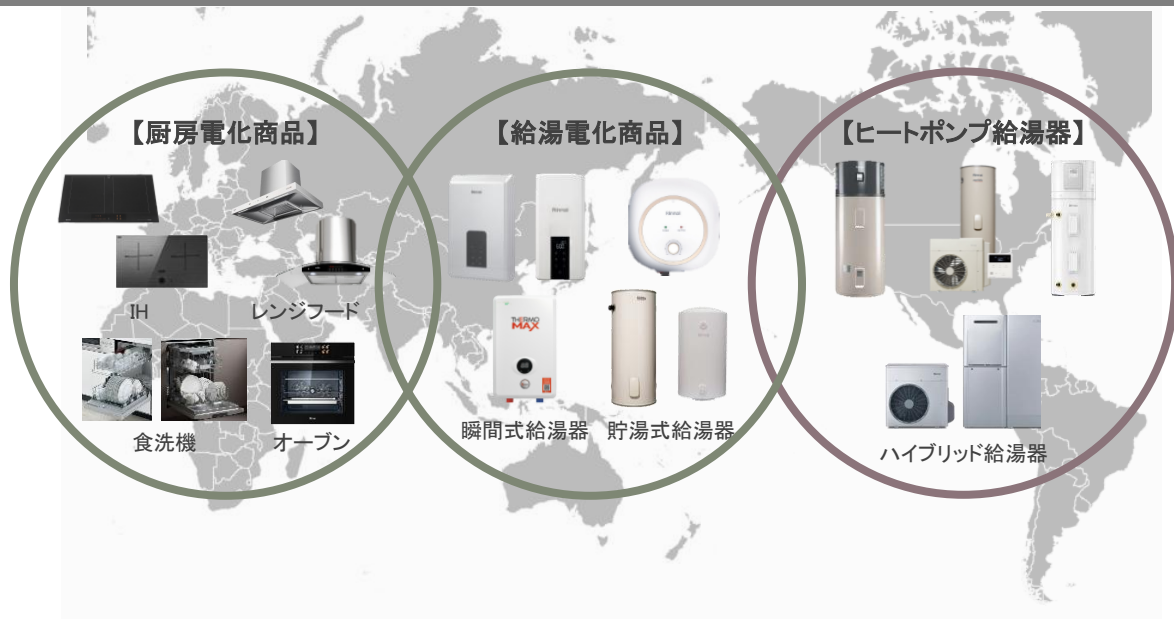 【厨房電化商品】
【給湯電化商品】
【ヒートポンプ給湯器】
IH
レンジフード
食洗機
オーブン
Rinnai
THERMO
MAX
瞬間式給湯器
貯湯式給湯器
ハイブリッド給湯器